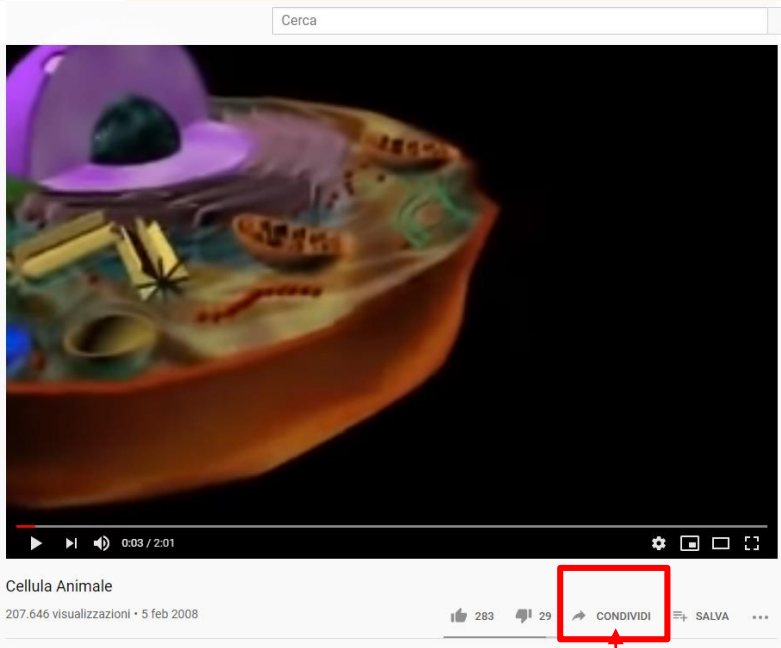 Cerca
0:03 / 2:01
Cellula Animale
207.646 visualizzazioni • 5 feb 2008
283 29 CONDIVIDI SALVA